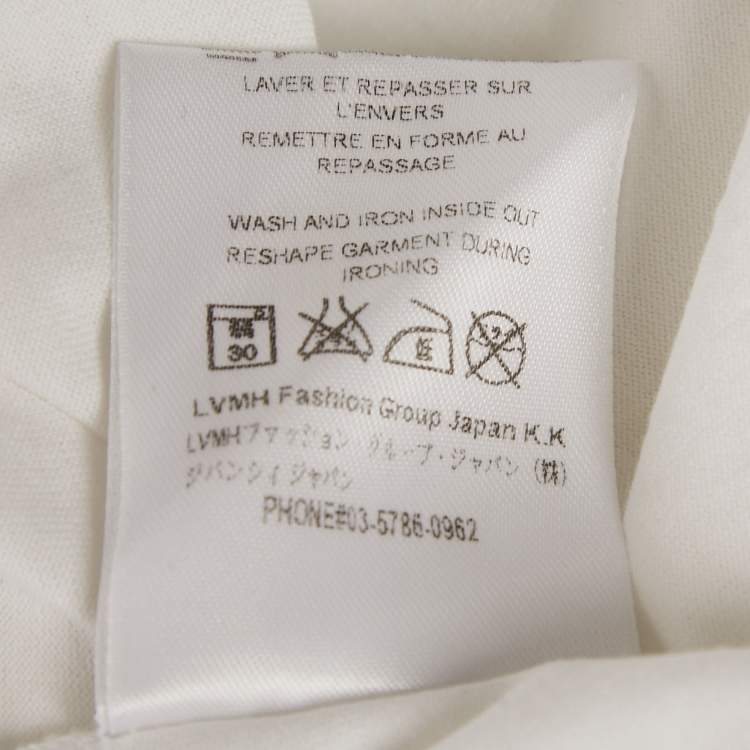 LAVER ET REPASSER SUR
L'ENVERS
REMETTRE EN FORME AU
REPASSAGE
WASH AND IRON INSIDE OUT
RESHAPE GARMENT DURING
IRONING
30
LVMH Fashion Group Japan K.K
LVMHファッション グループ・ジャパン (株)
ジバンシイ ジャパン
PHONE#03-5786-0962